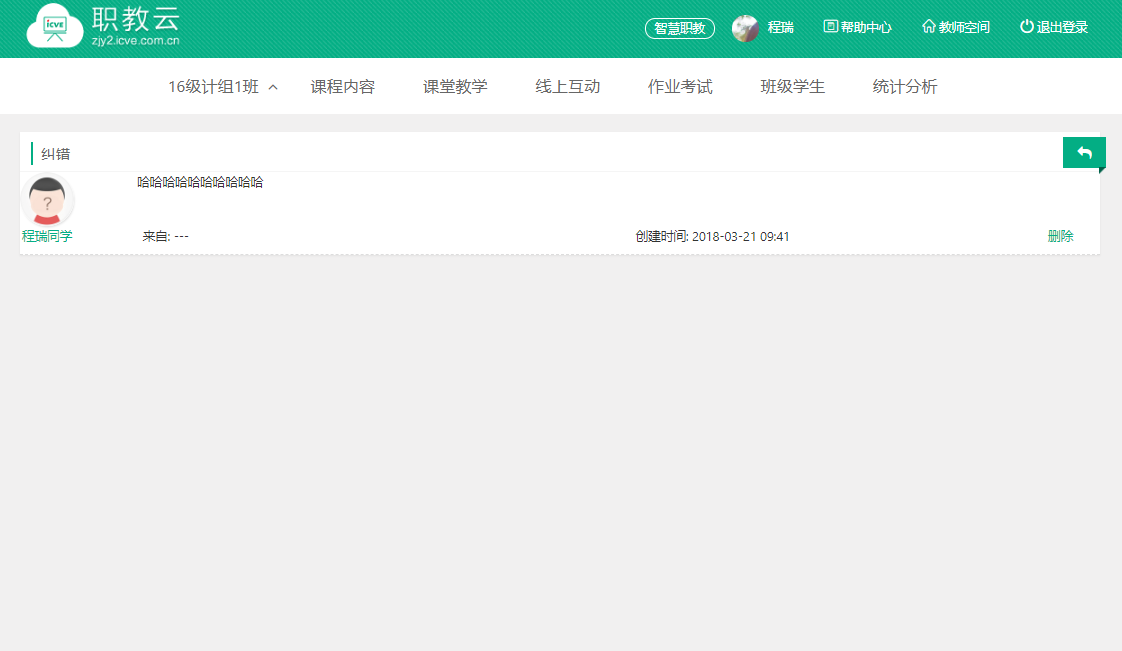 icve
职教云
zjy2.icve.com.cn
智慧职教 程瑞 帮助中心 教师空间 退出登录
16级计组1班 课程内容 课堂教学 线上互动 作业考试 班级学生 统计分析
纠错
哈哈哈哈哈哈哈哈哈哈
?
程瑞同学 来自: --- 创建时间: 2018-03-21 09:41 删除